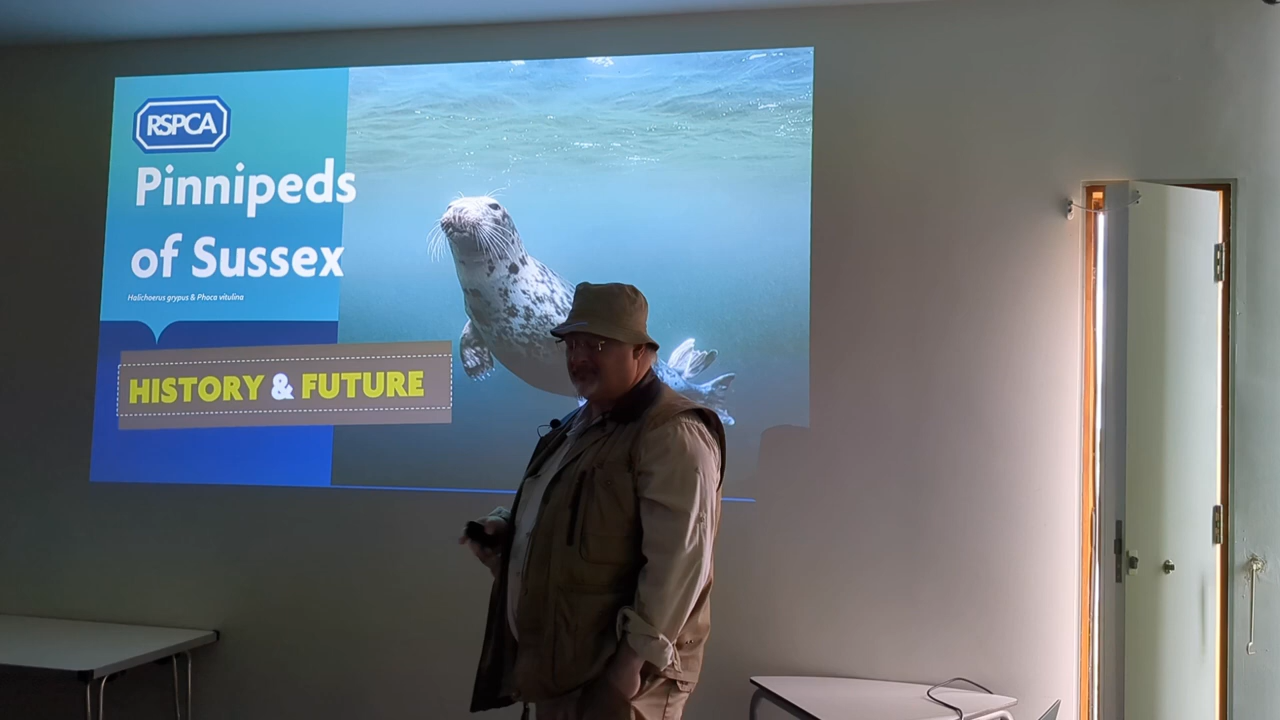 RSPCA
Pinnipeds
of Sussex
Halichoerus grypus & Phoca vitulina
HISTORY & FUTURE